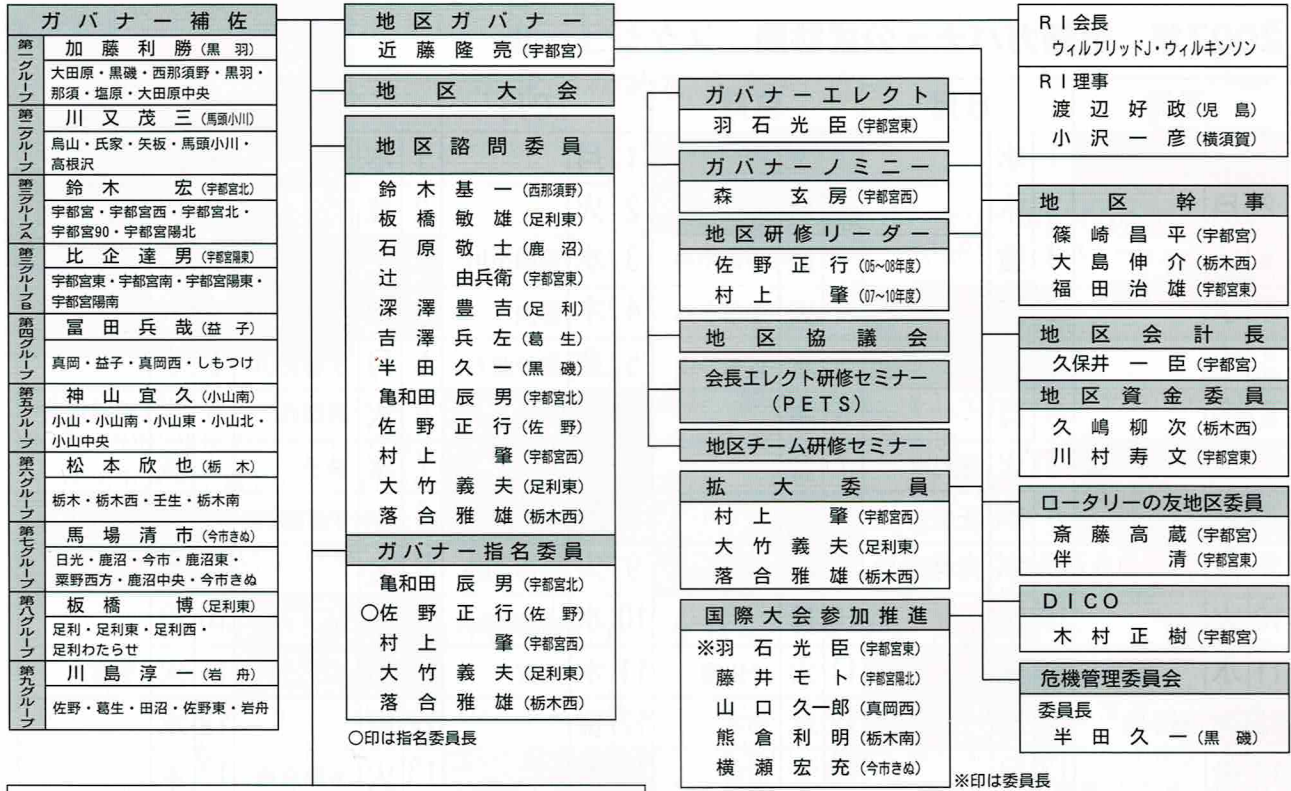 ガバナー補佐
第一グループ
加藤利勝(黒羽)
大田原・黒磯・西那須野・黒羽・
那須・塩原・大田原中央
第二グループ
川又茂三(馬頭小川)
烏山・氏家・矢板・馬頭小川・
高根沢
第三グループA
鈴木宏(宇都宮北)
宇都宮・宇都宮西・宇都宮北・
宇都宮90・宇都宮陽北
第三グループB
比企達男(宇都宮陽東)
宇都宮東・宇都宮南・宇都宮陽東・
宇都宮陽南
第四グループ
冨田兵哉(益子)
真岡・益子・真岡西・しもつけ
第五グループ
神山宜久(小山南)
小山・小山南・小山東・小山北・
小山中央
第六グループ
松本欣也(栃木)
栃木・栃木西・壬生・栃木南
第七グループ
馬場清市(今市きぬ)
日光・鹿沼・今市・鹿沼東・
粟野西方・鹿沼中央・今市きぬ
第八グループ
板橋博(足利東)
足利・足利東・足利西・
足利わたらせ
第九グループ
川島淳一(岩舟)
佐野・葛生・田沼・佐野東・岩舟
地区ガバナー
近藤隆亮(宇都宮)
地区大会
地区諮問委員
鈴木基一(西那須野)
板橋敏雄(足利東)
石原敬士(鹿沼)
辻由兵衛(宇都宮東)
深澤豊吉(足利)
吉澤兵左(葛生)
半田久一(黒磯)
亀和田辰男(宇都宮北)
佐野正行(佐野)
村上肇(宇都宮西)
大竹義夫(足利東)
落合雅雄(栃木西)
ガバナー指名委員
亀和田辰男(宇都宮北)
○佐野正行(佐野)
村上肇(宇都宮西)
大竹義夫(足利東)
落合雅雄(栃木西)
○印は指名委員長
ガバナーエレクト
羽石光臣(宇都宮東)
ガバナーノミニー
森玄房(宇都宮西)
地区研修リーダー
佐野正行(05~08年度)
村上肇(07~10年度)
地区協議会
会長エレクト研修セミナー
(PETS)
地区チーム研修セミナー
拡大委員
村上肇(宇都宮西)
大竹義夫(足利東)
落合雅雄(栃木西)
国際大会参加推進
※羽石光臣(宇都宮東)
藤井モト(宇都宮陽北)
山口久一郎(真岡西)
熊倉利明(栃木南)
横瀬宏充(今市きぬ)
※印は委員長
RI会長
ウィルフリッドJ・ウィルキンソン
RI理事
渡辺好政(児島)
小沢一彦(横須賀)
地区幹事
篠崎昌平(宇都宮)
大島伸介(栃木西)
福田治雄(宇都宮東)
地区会計長
久保井一臣(宇都宮)
地区資金委員
久嶋柳次(栃木西)
川村寿文(宇都宮東)
ロータリーの友地区委員
斎藤高蔵(宇都宮)
伴清(宇都宮東)
DICO
木村正樹(宇都宮)
危機管理委員会
委員長
半田久一(黒磯)